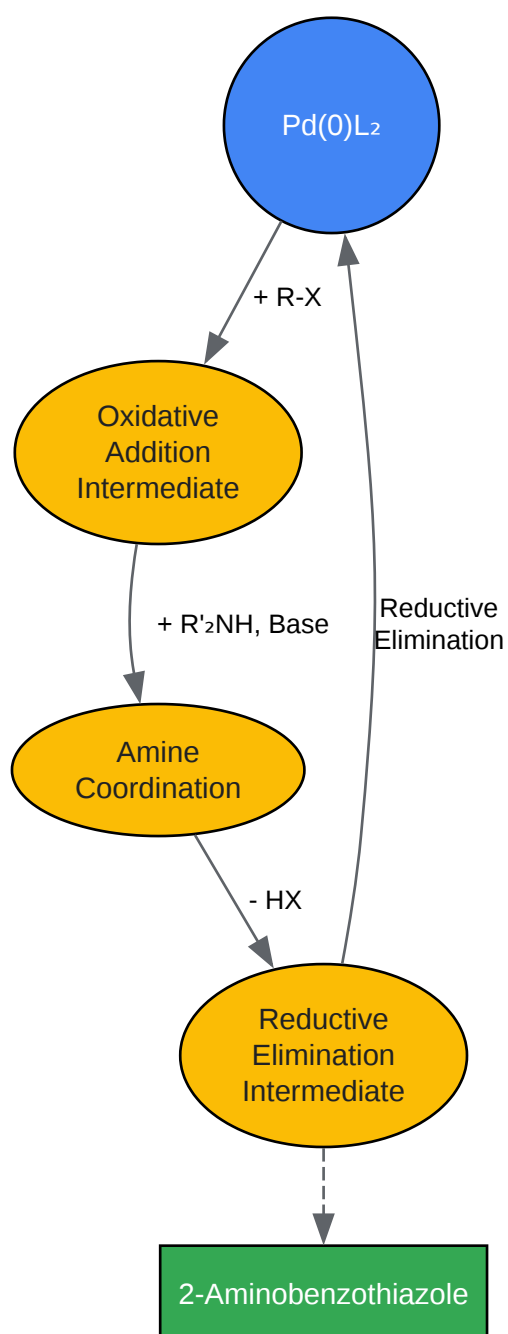 Pd(0)L₂
+ R-X
Oxidative
Addition
Intermediate
+ R'₂NH, Base
Reductive
Elimination
Amine
Coordination
- HX
Reductive
Elimination
Intermediate
2-Aminobenzothiazole